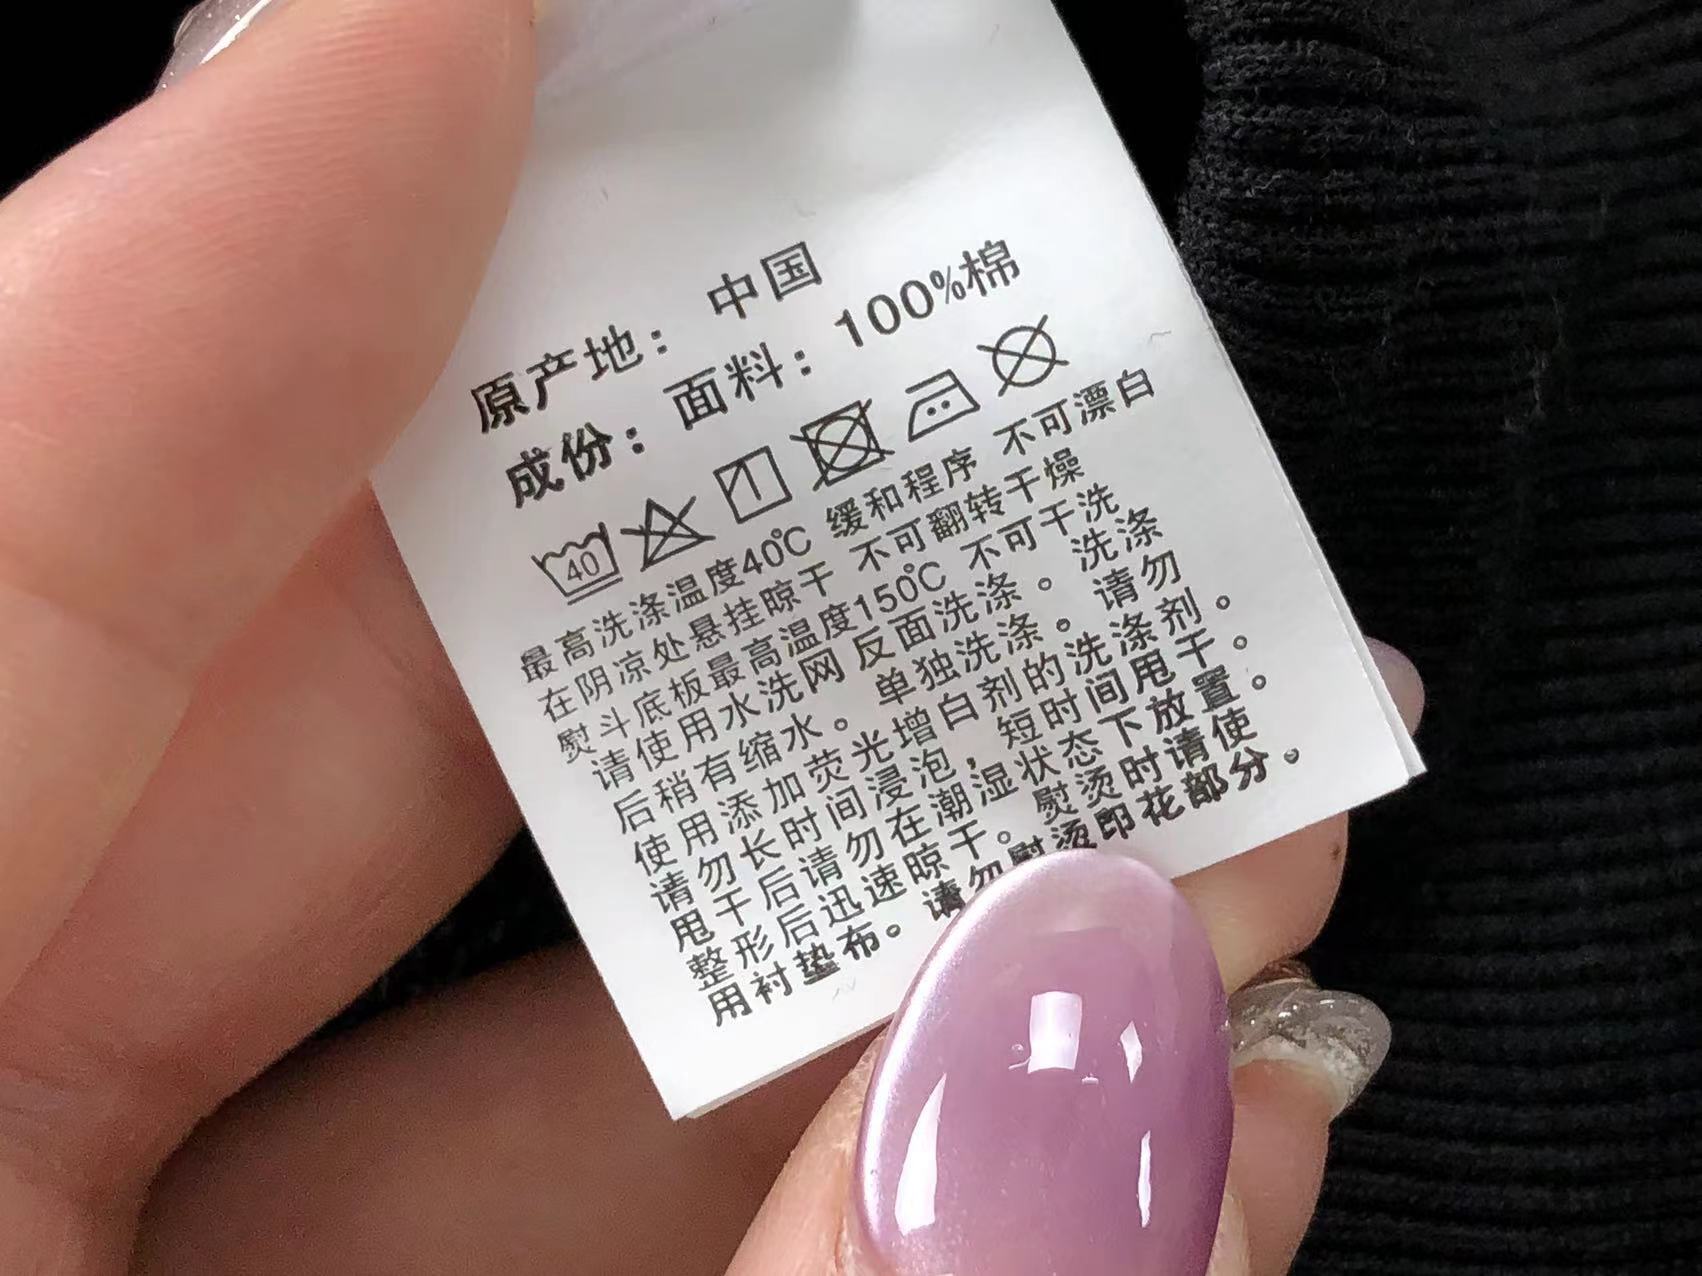 原产地： 中国
成份： 面料：100%棉
40
最高洗涤温度40℃ 缓和程序 不可漂白
在阴凉处悬挂晾干 不可翻转干燥
熨斗底板最高温度150℃ 不可干洗
请使用水洗网 反面洗涤。洗涤
后稍有缩水。单独洗涤。请勿
使用添加荧光增白剂的洗涤剂。
请勿长时间浸泡，短时间甩干。
甩干后请勿在潮湿状态下放置。
整形后迅速晾干。熨烫时请使
用衬垫布。请勿熨烫印花部分。